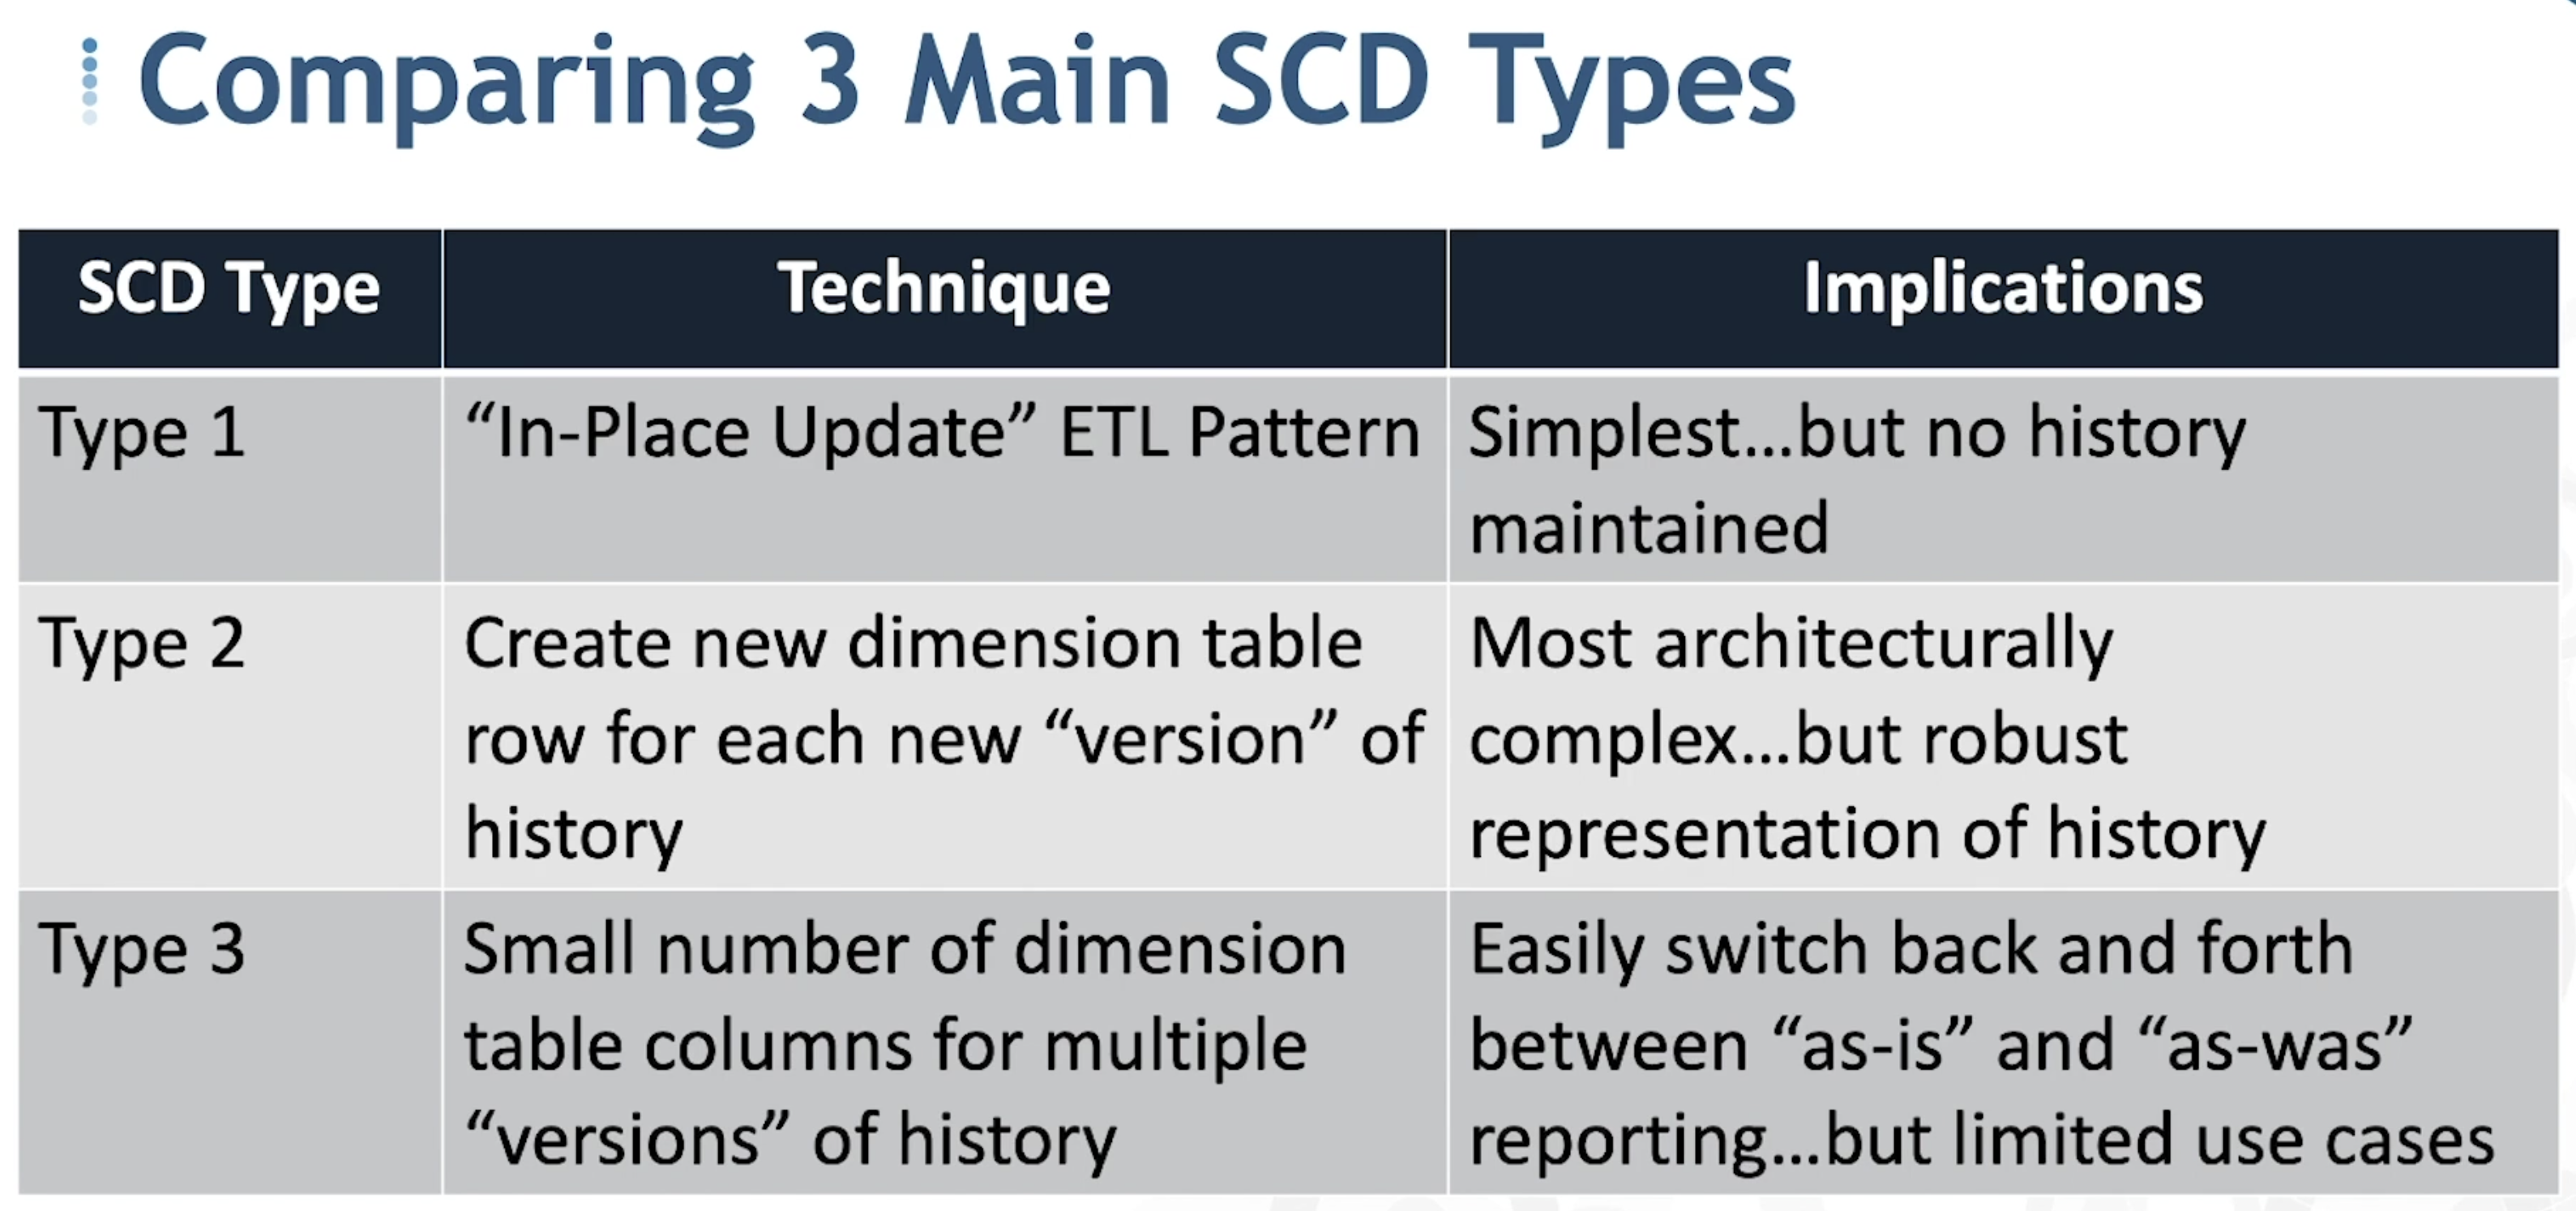 Comparing 3 Main SCD Types
SCD Type
Technique
Implications
Type 1
“In-Place Update” ETL Pattern
Simplest...but no history
maintained
Type 2
Create new dimension table
row for each new “version” of
history
Most architecturally
complex...but robust
representation of history
Type 3
Small number of dimension
table columns for multiple
“versions” of history
Easily switch back and forth
between “as-is” and “as-was”
reporting...but limited use cases